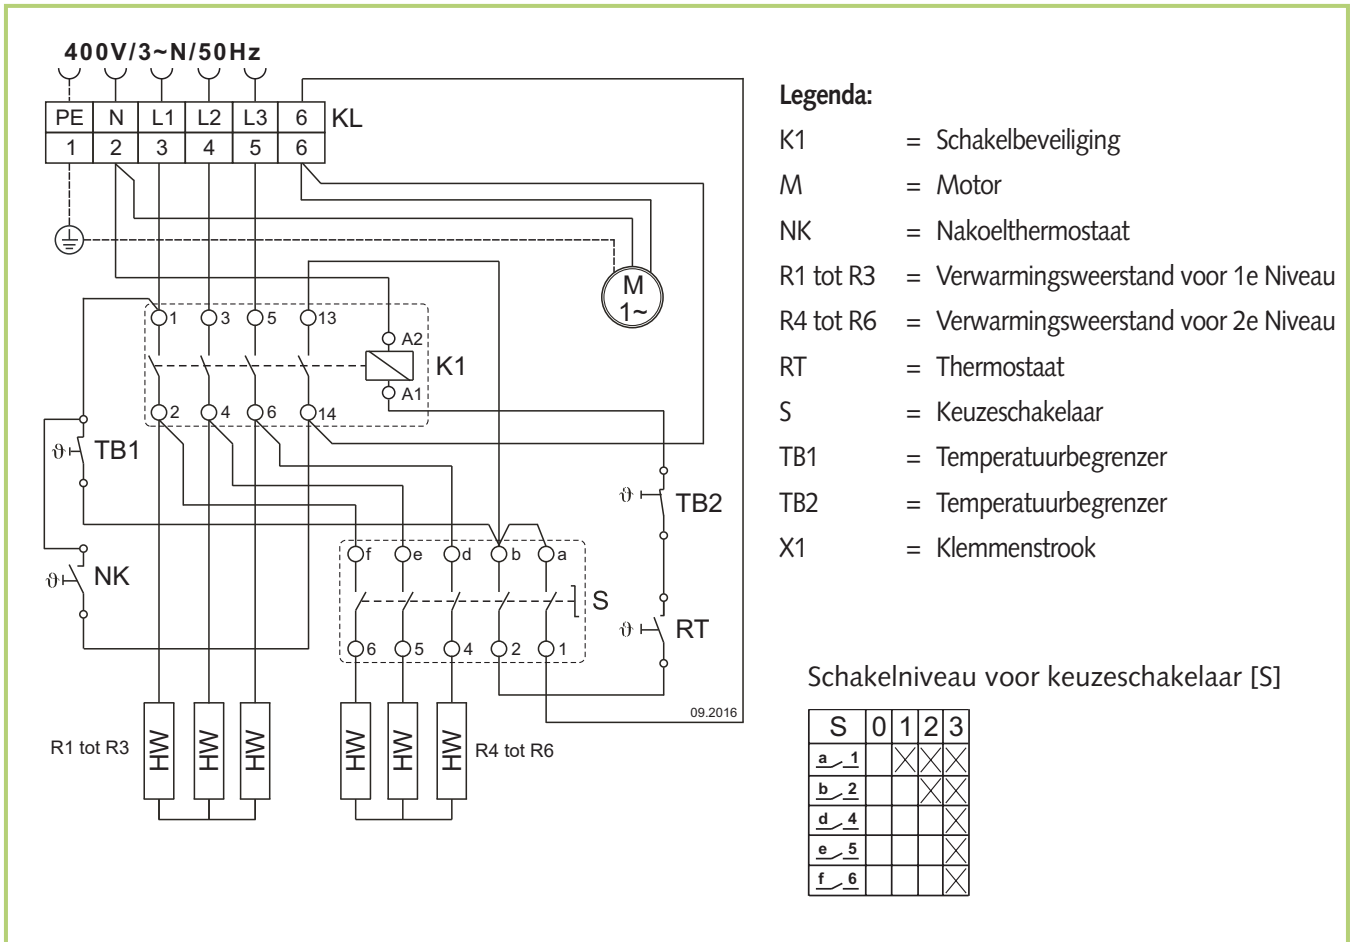 400V/3~N/50Hz
PE N L1 L2 L3 6 KL
1 2 3 4 5 6
M
1~
1 3 5 13
A2
K1
A1
2 4 6 14
ϑ TB1
ϑ TB2
f e d b a
ϑ NK
S
ϑ RT
6 5 4 2 1
09.2016
R1 tot R3
HW HW HW
HW HW HW
R4 tot R6
Legenda:
K1 = Schakelbeveiliging
M = Motor
NK = Nakoelthermostaat
R1 tot R3 = Verwarmingsweerstand voor 1e Niveau
R4 tot R6 = Verwarmingsweerstand voor 2e Niveau
RT = Thermostaat
S = Keuzeschakelaar
TB1 = Temperatuurbegrenzer
TB2 = Temperatuurbegrenzer
X1 = Klemmenstrook
Schakelniveau voor keuzeschakelaar [S]
S 0 1 2 3
a 1
b 2
d 4
e 5
f 6